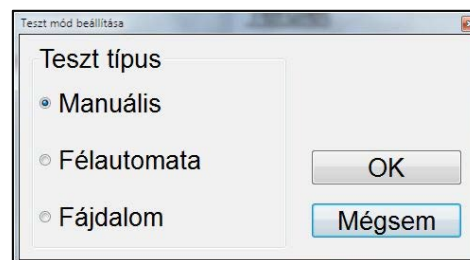 Teszt mód beállítása
Teszt típus
Manuális
Félautomata
Fájdalom
OK
Mégsem